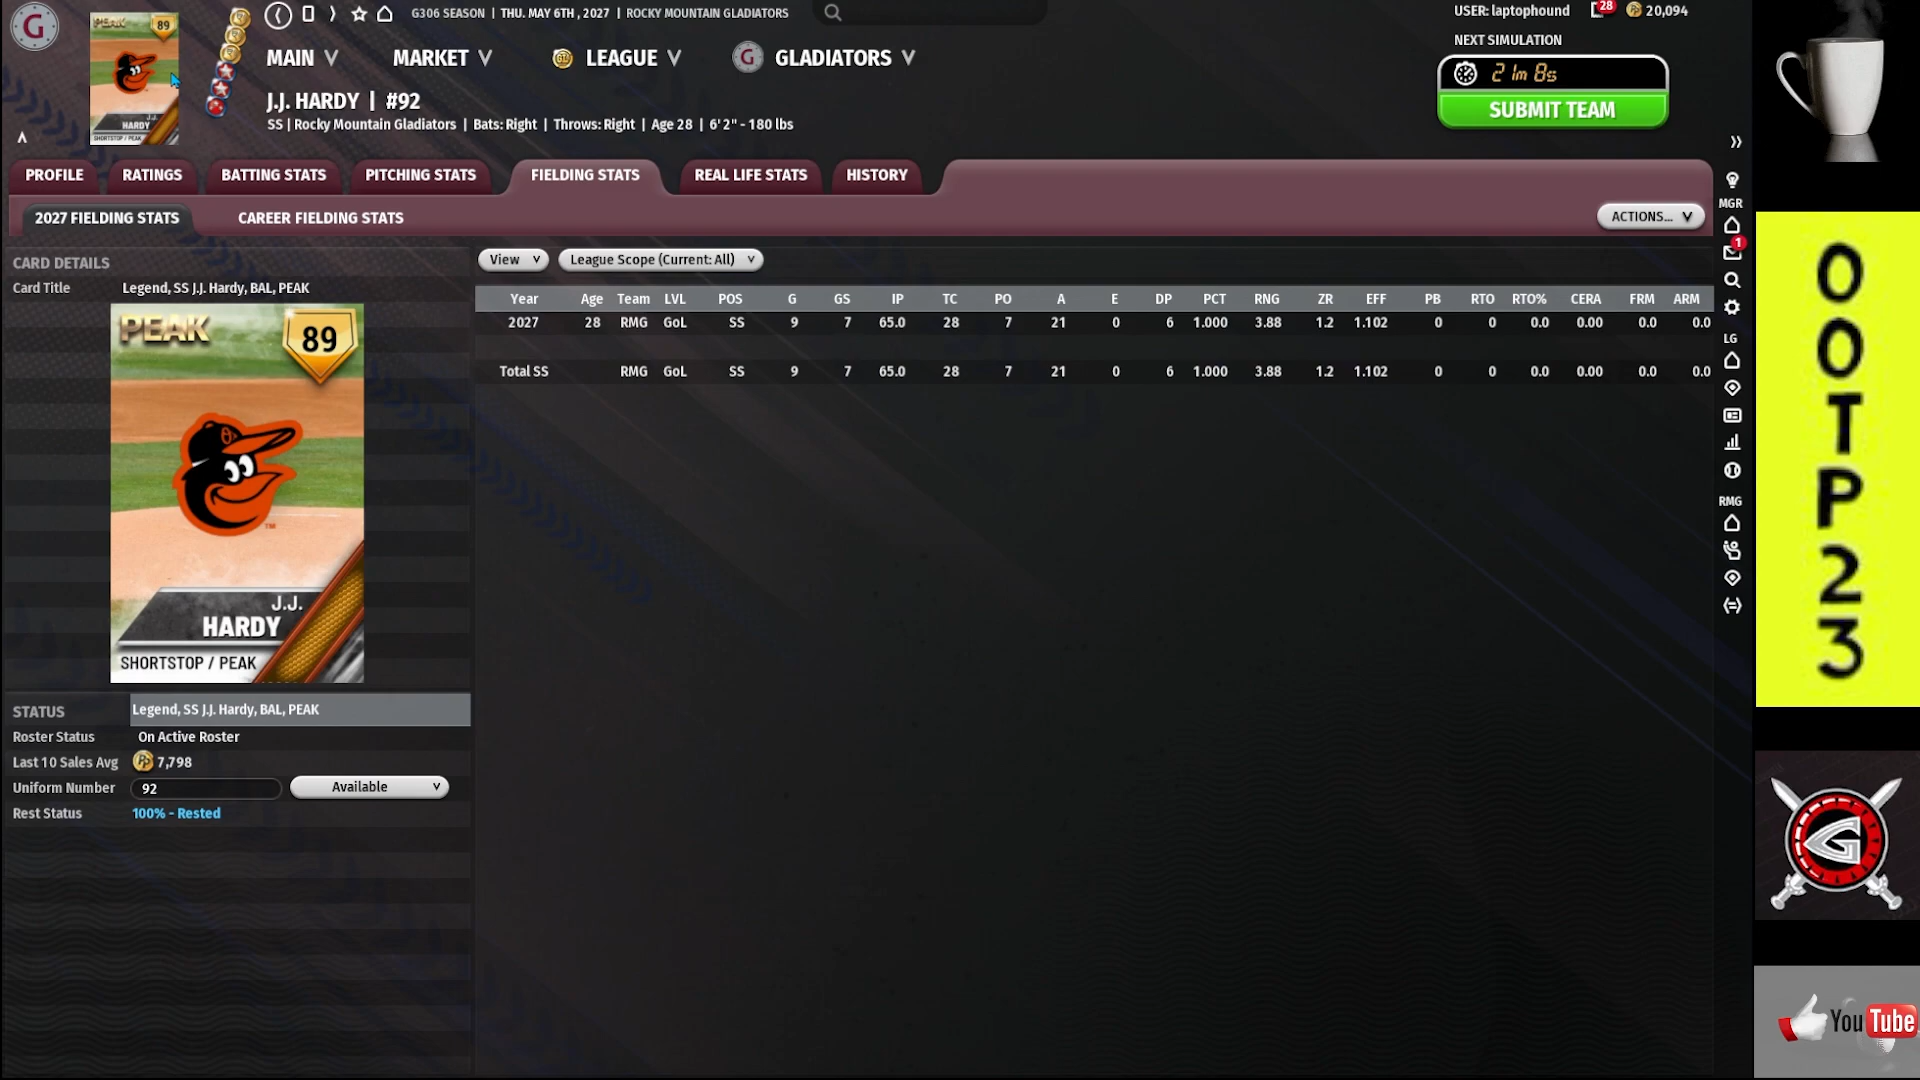 G306 SEASON | THU. MAY 6TH , 2027 | ROCKY MOUNTAIN GLADIATORS
USER: laptophound 28 20,094
PEAK 89
J.J. HARDY
SHORTSTOP / PEAK
MAIN MARKET LEAGUE GLADIATORS
NEXT SIMULATION
21m 8s
SUBMIT TEAM
J.J. HARDY | #92
SS | Rocky Mountain Gladiators | Bats: Right | Throws: Right | Age 28 | 6' 2" - 180 lbs
PROFILE RATINGS BATTING STATS PITCHING STATS FIELDING STATS REAL LIFE STATS HISTORY
2027 FIELDING STATS CAREER FIELDING STATS ACTIONS...
CARD DETAILS
Card Title Legend, SS J.J. Hardy, BAL, PEAK
PEAK 89
J.J.
HARDY
SHORTSTOP / PEAK
STATUS Legend, SS J.J. Hardy, BAL, PEAK
Roster Status On Active Roster
Last 10 Sales Avg PP 7,798
Uniform Number 92 Available
Rest Status 100% - Rested
View League Scope (Current: All)
Year Age Team LVL POS G GS IP TC PO A E DP PCT RNG ZR EFF PB RTO RTO% CERA FRM ARM
2027 28 RMG GoL SS 9 7 65.0 28 7 21 0 6 1.000 3.88 1.2 1.102 0 0 0.0 0.00 0.0 0.0
Total SS RMG GoL SS 9 7 65.0 28 7 21 0 6 1.000 3.88 1.2 1.102 0 0 0.0 0.00 0.0 0.0
MGR
1
LG
RMG
OOTP23
G
You Tube